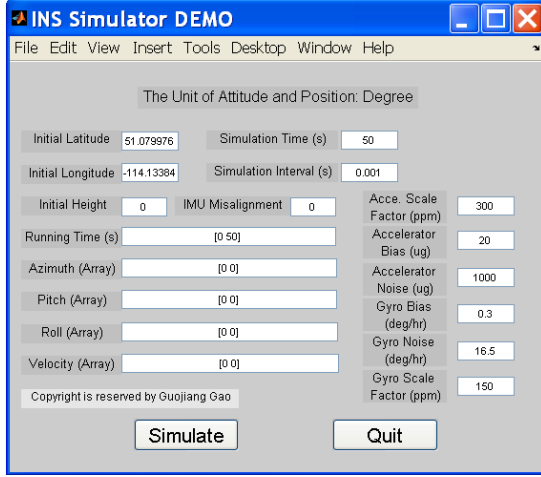 INS Simulator DEMO
File Edit View Insert Tools Desktop Window Help
The Unit of Attitude and Position: Degree
Initial Latitude 51.079976 Simulation Time (s) 50
Initial Longitude -114.13384 Simulation Interval (s) 0.001
Initial Height 0 IMU Misalignment 0
Running Time (s) [0 50]
Azimuth (Array) [0 0]
Pitch (Array) [0 0]
Roll (Array) [0 0]
Velocity (Array) [0 0]
Acce. Scale
Factor (ppm) 300
Accelerator
Bias (ug) 20
Accelerator
Noise (ug) 1000
Gyro Bias
(deg/hr) 0.3
Gyro Noise
(deg/hr) 16.5
Gyro Scale
Factor (ppm) 150
Copyright is reserved by Guojiang Gao
Simulate Quit